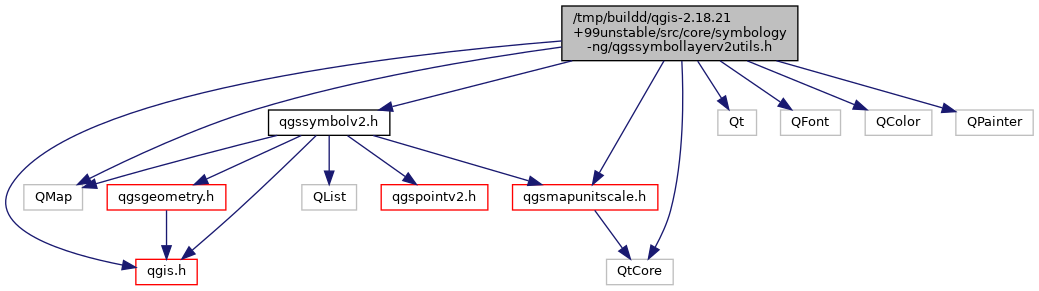 /tmp/buildd/qgis-2.18.21
+99unstable/src/core/symbology
-ng/qgssymbollayerv2utils.h
qgssymbolv2.h
Qt
QFont
QColor
QPainter
QMap
qgsgeometry.h
QList
qgspointv2.h
qgsmapunitscale.h
qgis.h
QtCore